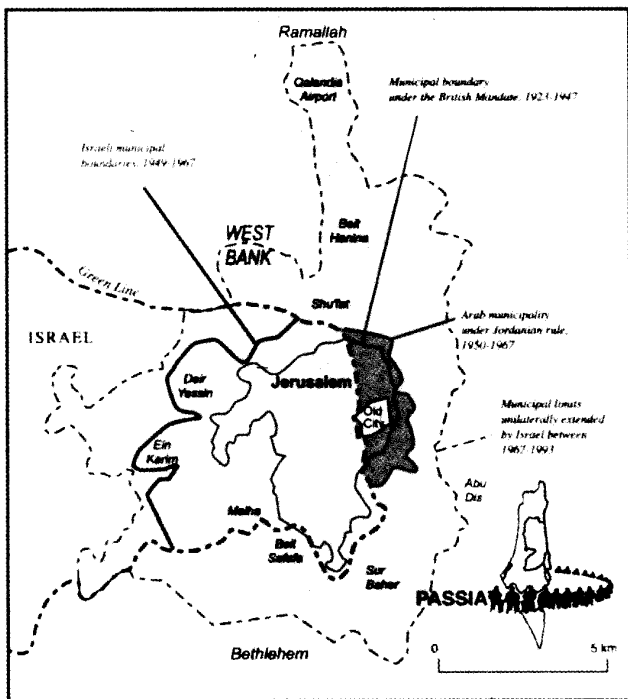 Ramallah
Qalandia
Airport
Municipal boundary
under the British Mandate, 1923-1947
Israeli municipal
boundaries, 1949-1967
Beit
Hanina
WEST
BANK
Green Line
Shu'fat
ISRAEL
Arab municipality
under Jordanian rule,
1950-1967
Deir
Yassin
Jerusalem
Old
City
Municipal limits
unilaterally extended
by Israel between
1967-1993
Ein
Karim
Abu
Dis
Malha
Beit
Safafa
Sur
Baher
PASSIA
Bethlehem
0
5 km